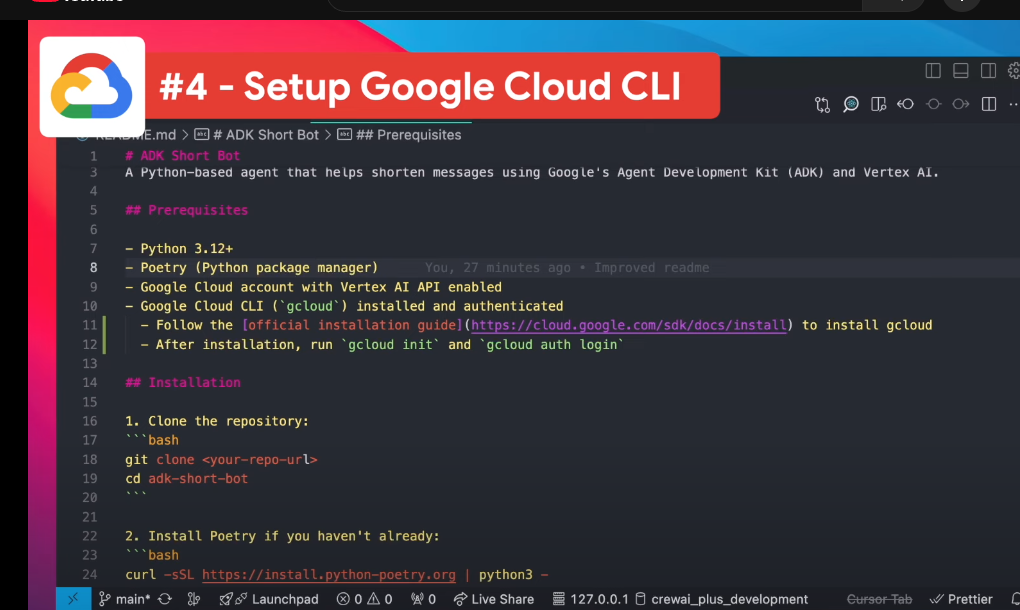 #4 - Setup Google Cloud CLI
README.md > # ADK Short Bot > ## Prerequisites
1 # ADK Short Bot
3 A Python-based agent that helps shorten messages using Google's Agent Development Kit (ADK) and Vertex AI.
4
5 ## Prerequisites
6
7 - Python 3.12+
8 - Poetry (Python package manager) You, 27 minutes ago • Improved readme
9 - Google Cloud account with Vertex AI API enabled
10 - Google Cloud CLI (`gcloud`) installed and authenticated
11 - Follow the [official installation guide](https://cloud.google.com/sdk/docs/install) to install gcloud
12 - After installation, run `gcloud init` and `gcloud auth login`
13
14 ## Installation
15
16 1. Clone the repository:
17 ```bash
18 git clone <your-repo-url>
19 cd adk-short-bot
20 ```
21
22 2. Install Poetry if you haven't already:
23 ```bash
24 curl -sSL https://install.python-poetry.org | python3 -
main* Launchpad 0 0 0 Live Share 127.0.0.1 crewai_plus_development Cursor Tab Prettier